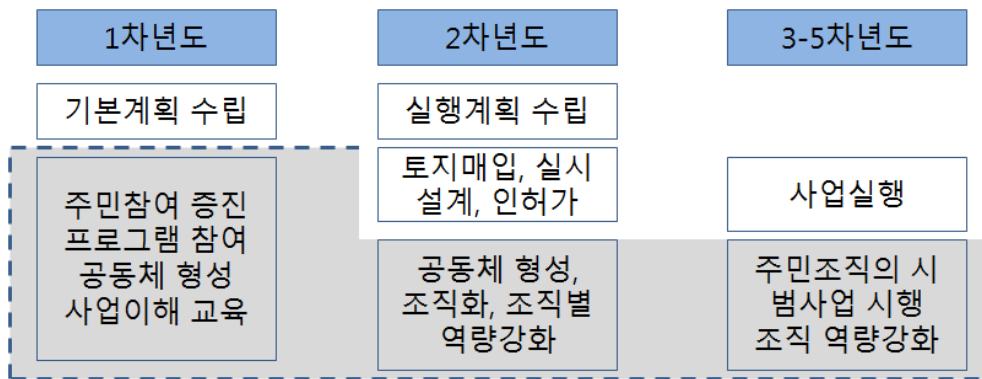 1차년도
기본계획 수립
주민참여 증진
프로그램 참여
공동체 형성
사업이해 교육
2차년도
실행계획 수립
토지매입, 실시
설계, 인허가
공동체 형성,
조직화, 조직별
역량강화
3-5차년도
사업실행
주민조직의 시
범사업 시행
조직 역량강화